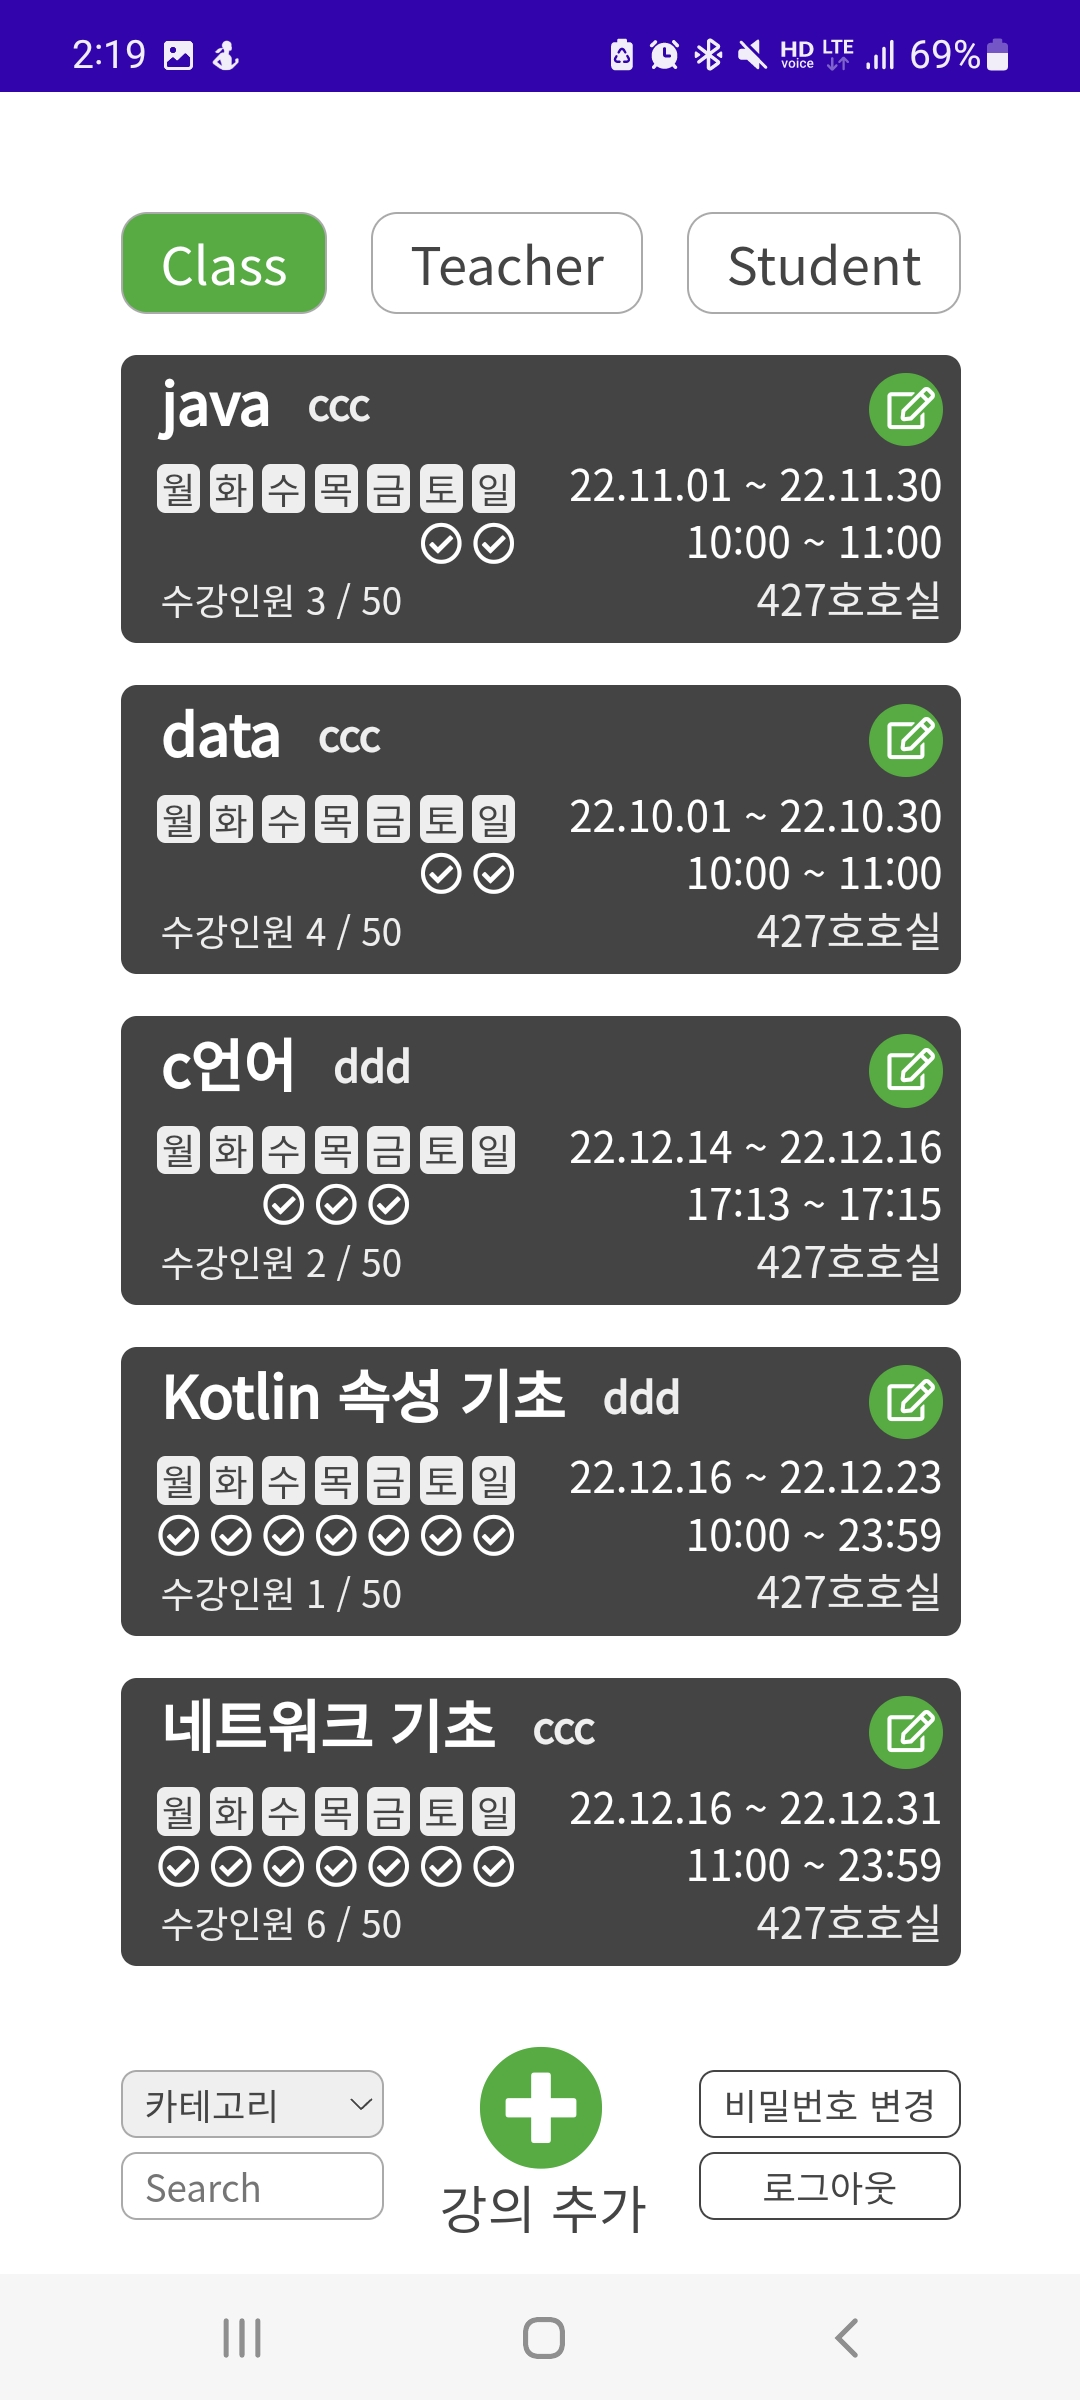 2:19 HD voice LTE 69%
Class Teacher Student
java ccc
월 화 수 목 금 토 일 22.11.01 ~ 22.11.30
10:00 ~ 11:00
수강인원 3 / 50 427호호실
data ccc
월 화 수 목 금 토 일 22.10.01 ~ 22.10.30
10:00 ~ 11:00
수강인원 4 / 50 427호호실
c언어 ddd
월 화 수 목 금 토 일 22.12.14 ~ 22.12.16
17:13 ~ 17:15
수강인원 2 / 50 427호호실
Kotlin 속성 기초 ddd
월 화 수 목 금 토 일 22.12.16 ~ 22.12.23
10:00 ~ 23:59
수강인원 1 / 50 427호호실
네트워크 기초 ccc
월 화 수 목 금 토 일 22.12.16 ~ 22.12.31
11:00 ~ 23:59
수강인원 6 / 50 427호호실
카테고리 비밀번호 변경
Search 로그아웃
강의 추가